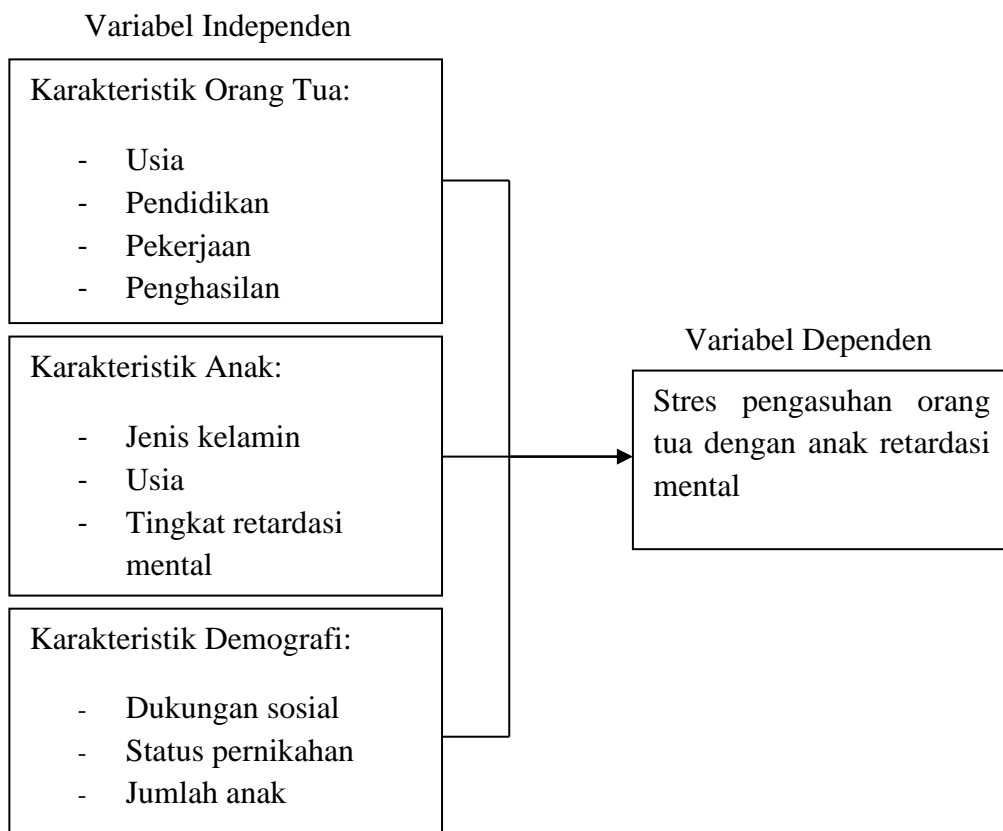 Variabel Independen
Karakteristik Orang Tua:
- Usia
- Pendidikan
- Pekerjaan
- Penghasilan
Karakteristik Anak:
- Jenis kelamin
- Usia
- Tingkat retardasi
mental
Karakteristik Demografi:
- Dukungan sosial
- Status pernikahan
- Jumlah anak
Variabel Dependen
Stres pengasuhan orang
tua dengan anak retardasi
mental